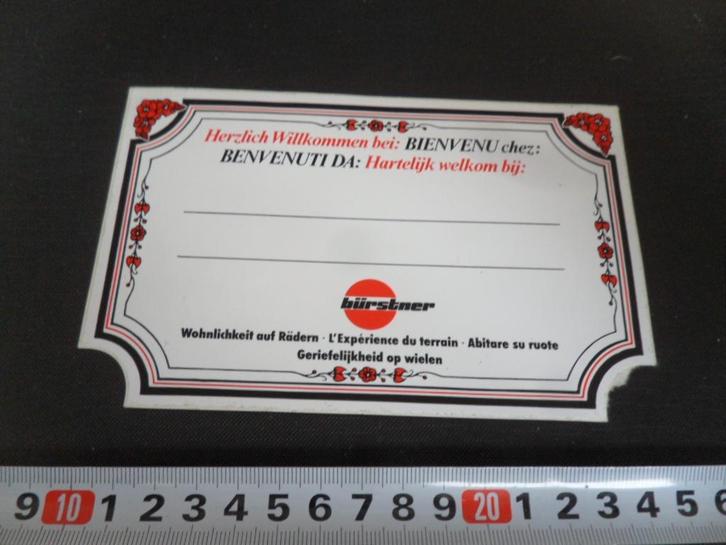 Herzlich Willkommen bei: BIENVENU chez:
BENVENUTI DA: Hartelijk welkom bij:
bürstner
Wohnlichkeit auf Rädern · L'Expérience du terrain · Abitare su ruote
Geriefelijkheid op wielen
9 10 1 2 3 4 5 6 7 8 9 20 1 2 3 4 5 6